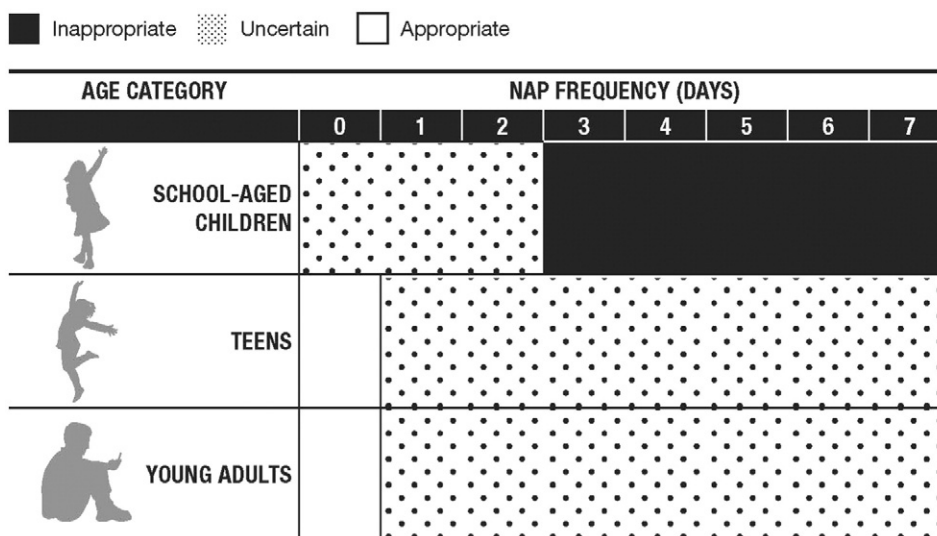 Inappropriate Uncertain Appropriate
AGE CATEGORY NAP FREQUENCY (DAYS)
0 1 2 3 4 5 6 7
SCHOOL-AGED
CHILDREN
TEENS
YOUNG ADULTS